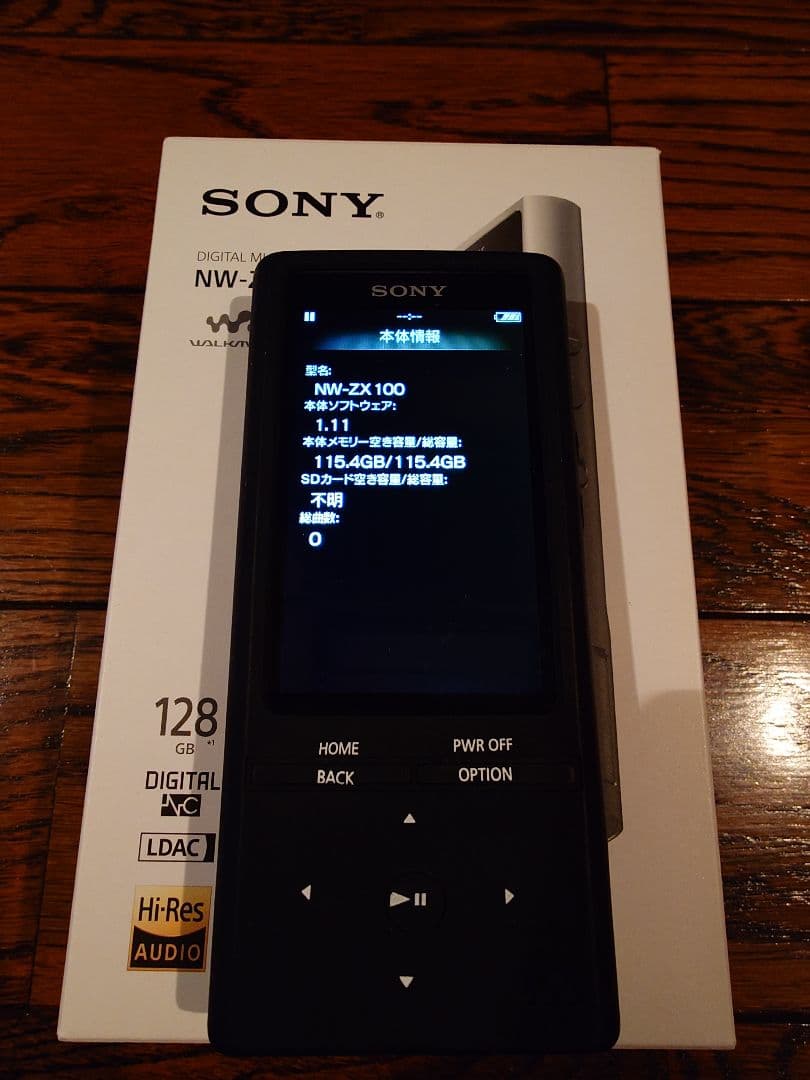 SONY®
DIGITAL
NW-
WALKM
SONY
--:--
本体情報
型名:
NW-ZX100
本体ソフトウェア:
1.11
本体メモリー空き容量/総容量:
115.4GB/115.4GB
SDカード空き容量/総容量:
不明
総曲数:
0
128
GB *1
DIGITAL
NC
LDAC
Hi-Res
AUDIO
HOME
PWR OFF
BACK
OPTION